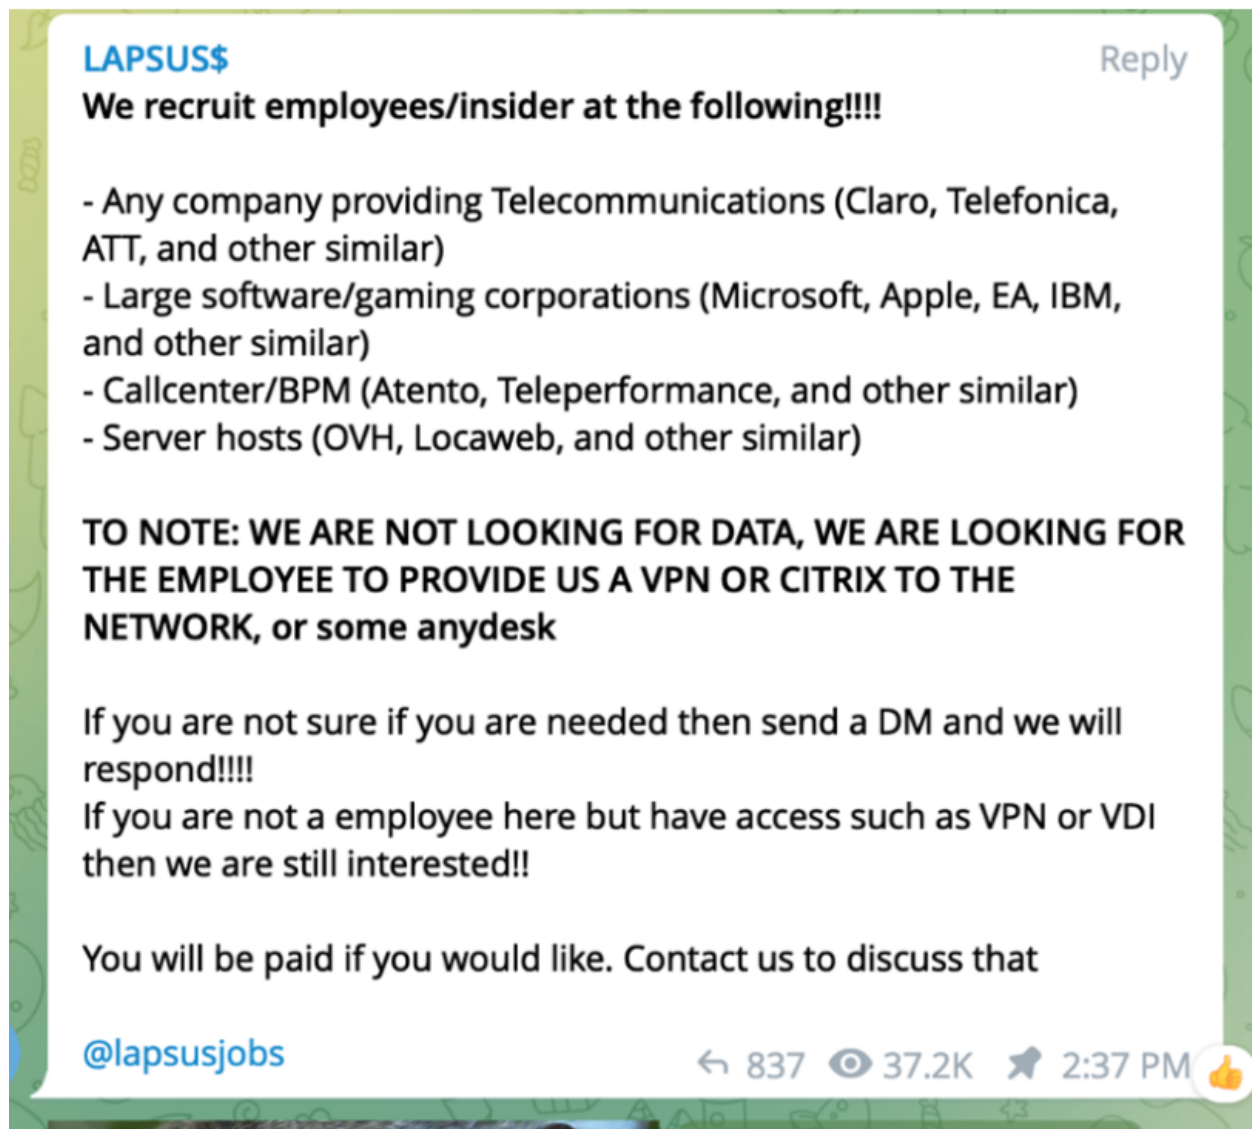 LAPSUS$ Reply
We recruit employees/insider at the following!!!!
- Any company providing Telecommunications (Claro, Telefonica,
ATT, and other similar)
- Large software/gaming corporations (Microsoft, Apple, EA, IBM,
and other similar)
- Callcenter/BPM (Atento, Teleperformance, and other similar)
- Server hosts (OVH, Locaweb, and other similar)
TO NOTE: WE ARE NOT LOOKING FOR DATA, WE ARE LOOKING FOR
THE EMPLOYEE TO PROVIDE US A VPN OR CITRIX TO THE
NETWORK, or some anydesk
If you are not sure if you are needed then send a DM and we will
respond!!!!
If you are not a employee here but have access such as VPN or VDI
then we are still interested!!
You will be paid if you would like. Contact us to discuss that
@lapsusjobs 837 37.2K 2:37 PM